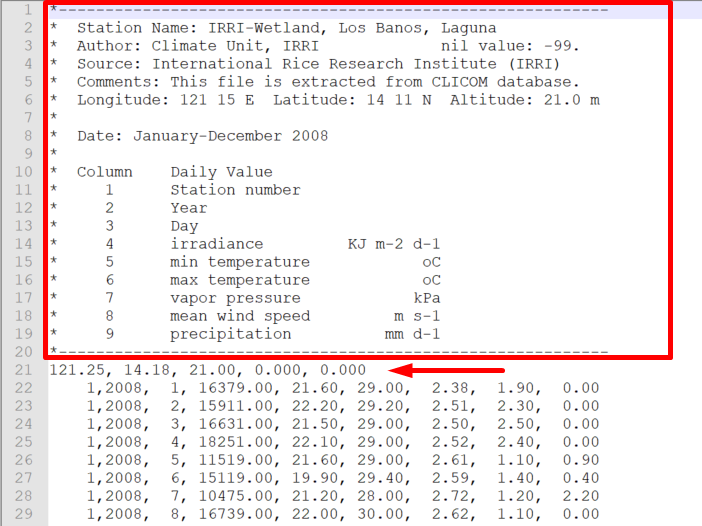 1 *-----------------------------------------------------------
2 *  Station Name: IRRI-Wetland, Los Banos, Laguna
3 *  Author: Climate Unit, IRRI             nil value: -99.
4 *  Source: International Rice Research Institute (IRRI)
5 *  Comments: This file is extracted from CLICOM database.
6 *  Longitude: 121 15 E  Latitude: 14 11 N  Altitude: 21.0 m
7 *
8 *  Date: January-December 2008
9 *
10 *  Column    Daily Value
11 *     1      Station number
12 *     2      Year
13 *     3      Day
14 *     4      irradiance         KJ m-2 d-1
15 *     5      min temperature            oC
16 *     6      max temperature            oC
17 *     7      vapor pressure            kPa
18 *     8      mean wind speed         m s-1
19 *     9      precipitation          mm d-1
20 *-----------------------------------------------------------
21 121.25, 14.18, 21.00, 0.000, 0.000
22     1,2008,  1, 16379.00, 21.60, 29.00,  2.38,  1.90,  0.00
23     1,2008,  2, 15911.00, 22.20, 29.20,  2.51,  2.30,  0.00
24     1,2008,  3, 16631.00, 21.50, 29.00,  2.50,  2.50,  0.00
25     1,2008,  4, 18251.00, 22.10, 29.00,  2.52,  2.40,  0.00
26     1,2008,  5, 11519.00, 21.60, 29.00,  2.61,  1.10,  0.90
27     1,2008,  6, 15119.00, 19.90, 29.40,  2.59,  1.40,  0.40
28     1,2008,  7, 10475.00, 21.20, 28.00,  2.72,  1.20,  2.20
29     1,2008,  8, 16739.00, 22.00, 30.00,  2.62,  1.10,  0.00